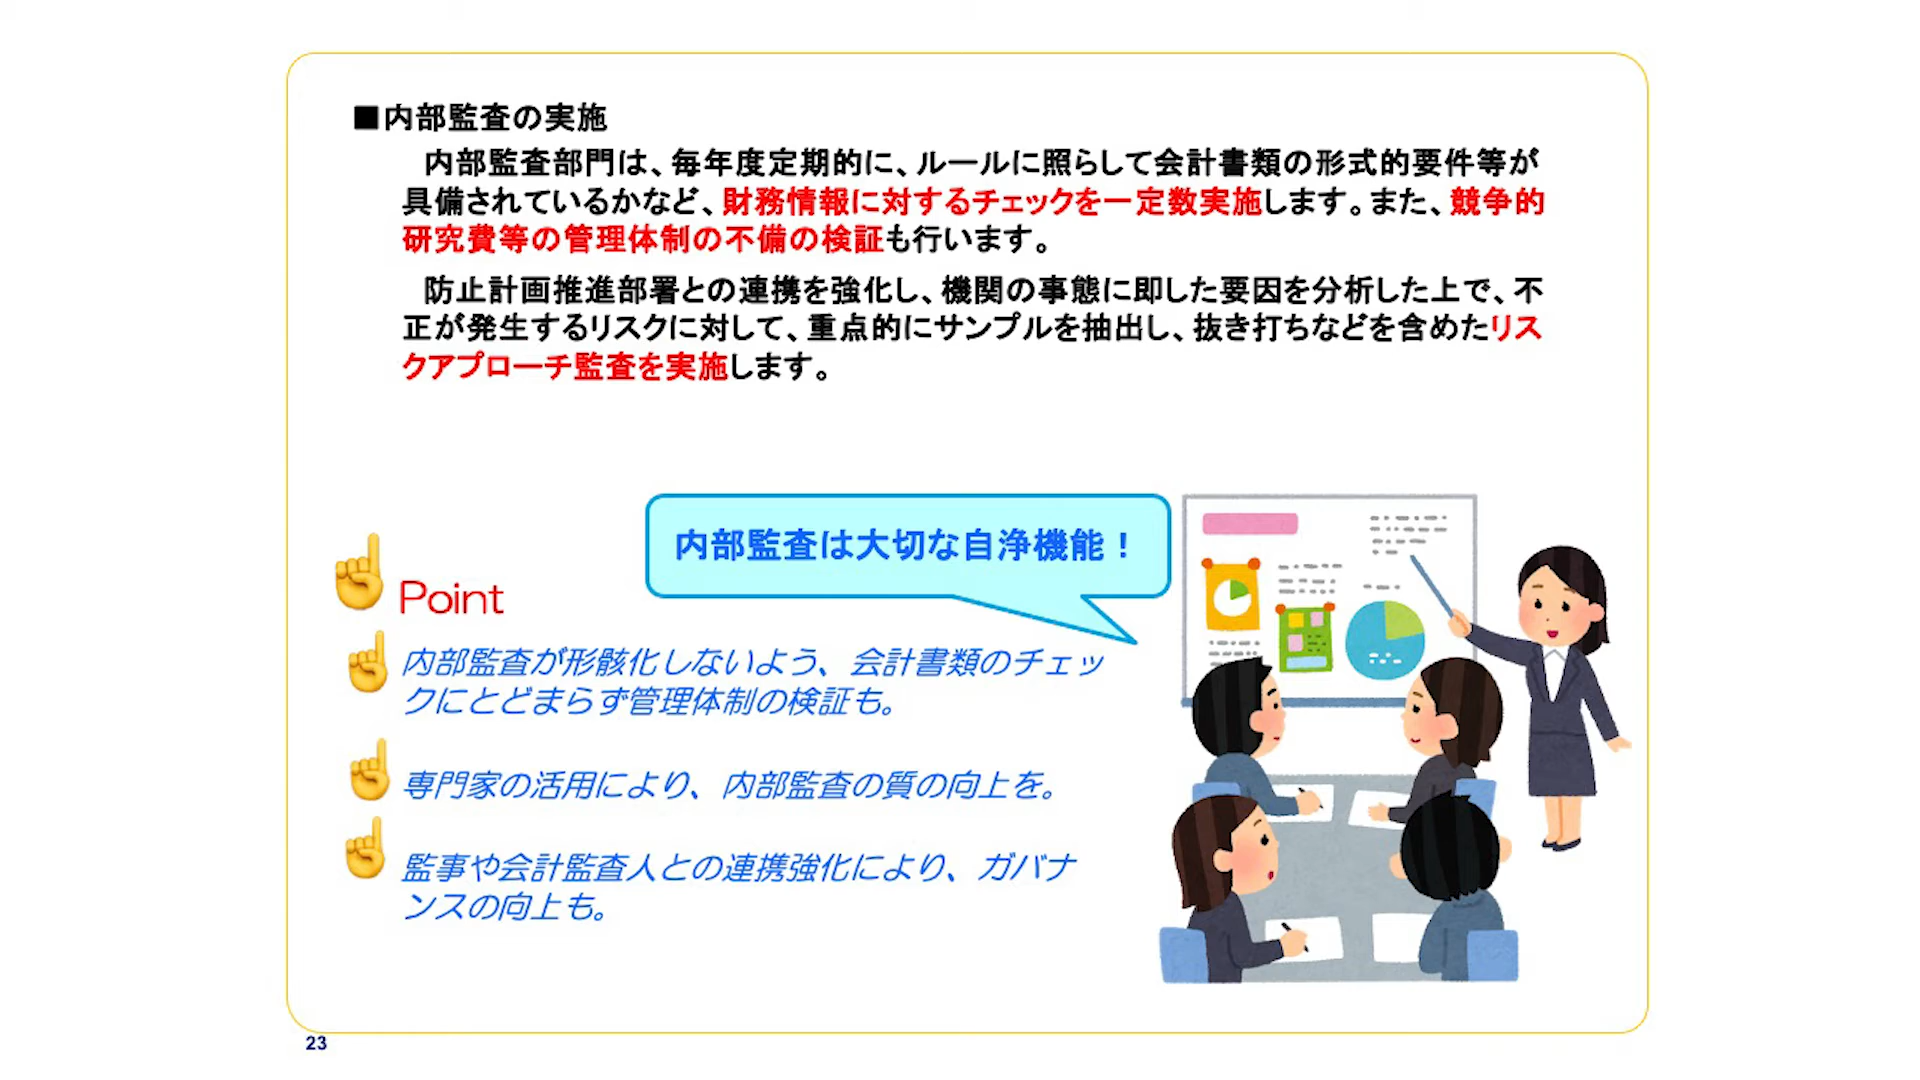 ■内部監査の実施
内部監査部門は、毎年度定期的に、ルールに照らして会計書類の形式的要件等が
具備されているかなど、財務情報に対するチェックを一定数実施します。また、競争的
研究費等の管理体制の不備の検証も行います。
防止計画推進部署との連携を強化し、機関の事態に即した要因を分析した上で、不
正が発生するリスクに対して、重点的にサンプルを抽出し、抜き打ちなどを含めたリス
クアプローチ監査を実施します。
内部監査は大切な自浄機能！
Point
内部監査が形骸化しないよう、会計書類のチェッ
クにとどまらず管理体制の検証も。
専門家の活用により、内部監査の質の向上を。
監事や会計監査人との連携強化により、ガバナ
ンスの向上も。
23